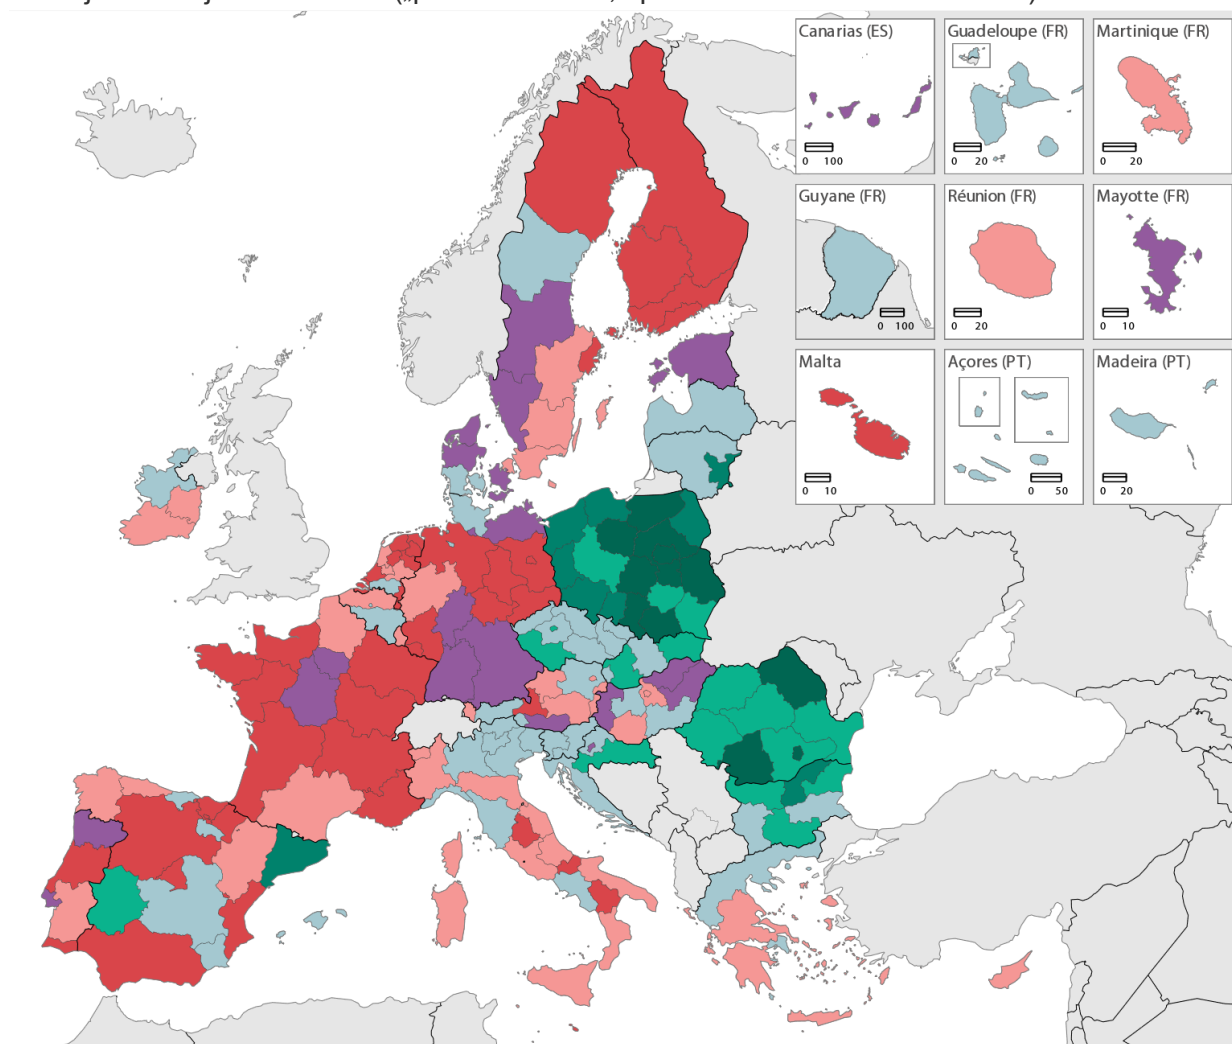 Canarias (ES)
0 100
Guadeloupe (FR)
0 20
Martinique (FR)
0 20
Guyane (FR)
0 100
Réunion (FR)
0 20
Mayotte (FR)
0 10
Malta
0 10
Açores (PT)
0 50
Madeira (PT)
0 20